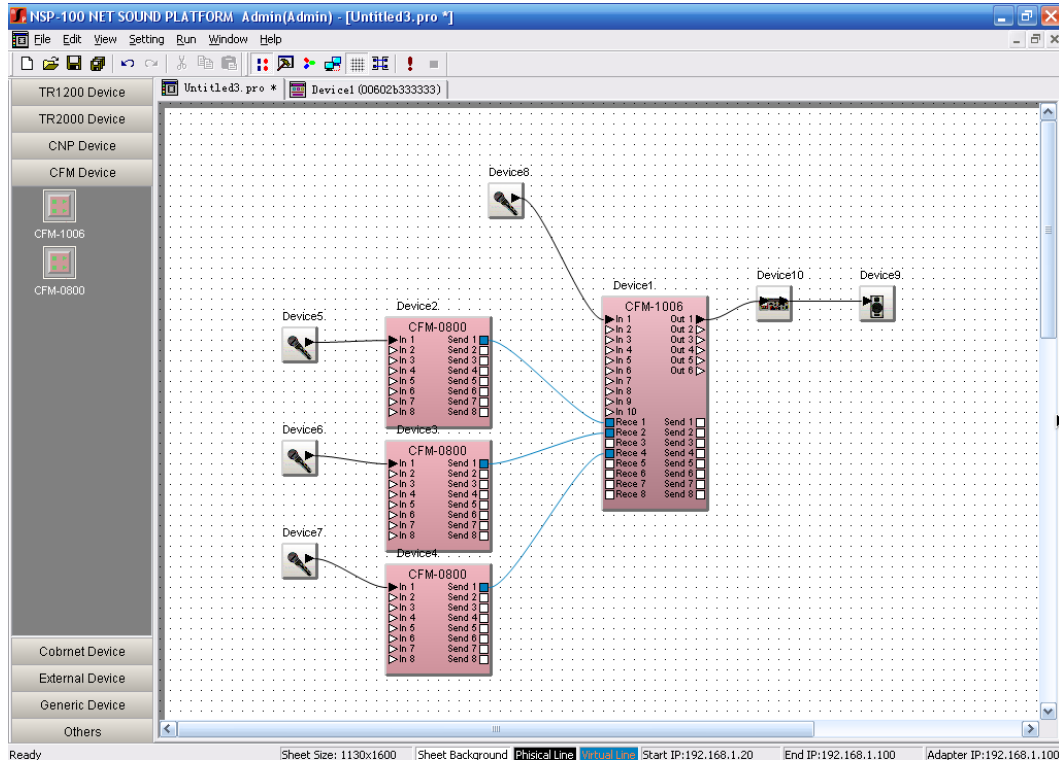 NSP-100 NET SOUND PLATFORM Admin(Admin) - [Untitled3.pro *]
File Edit View Setting Run Window Help
TR1200 Device
TR2000 Device
CNP Device
CFM Device
CFM-1006
CFM-0800
Cobrnet Device
External Device
Generic Device
Others
Untitled3.pro *
Device1(00602b333333)
Device8.
Device1.
CFM-1006
In 1 Out 1
In 2 Out 2
In 3 Out 3
In 4 Out 4
In 5 Out 5
In 6 Out 6
In 7
In 8
In 9
In 10
Rece 1 Send 1
Rece 2 Send 2
Rece 3 Send 3
Rece 4 Send 4
Rece 5 Send 5
Rece 6 Send 6
Rece 7 Send 7
Rece 8 Send 8
Device10
Device9.
Device5.
Device2.
CFM-0800
In 1 Send 1
In 2 Send 2
In 3 Send 3
In 4 Send 4
In 5 Send 5
In 6 Send 6
In 7 Send 7
In 8 Send 8
Device6.
Device3.
CFM-0800
In 1 Send 1
In 2 Send 2
In 3 Send 3
In 4 Send 4
In 5 Send 5
In 6 Send 6
In 7 Send 7
In 8 Send 8
Device7
Device4.
CFM-0800
In 1 Send 1
In 2 Send 2
In 3 Send 3
In 4 Send 4
In 5 Send 5
In 6 Send 6
In 7 Send 7
In 8 Send 8
Ready
Sheet Size: 1130x1600
Sheet Background
Phisical Line
Virtual Line
Start IP:192.168.1.20
End IP:192.168.1.100
Adapter IP:192.168.1.100